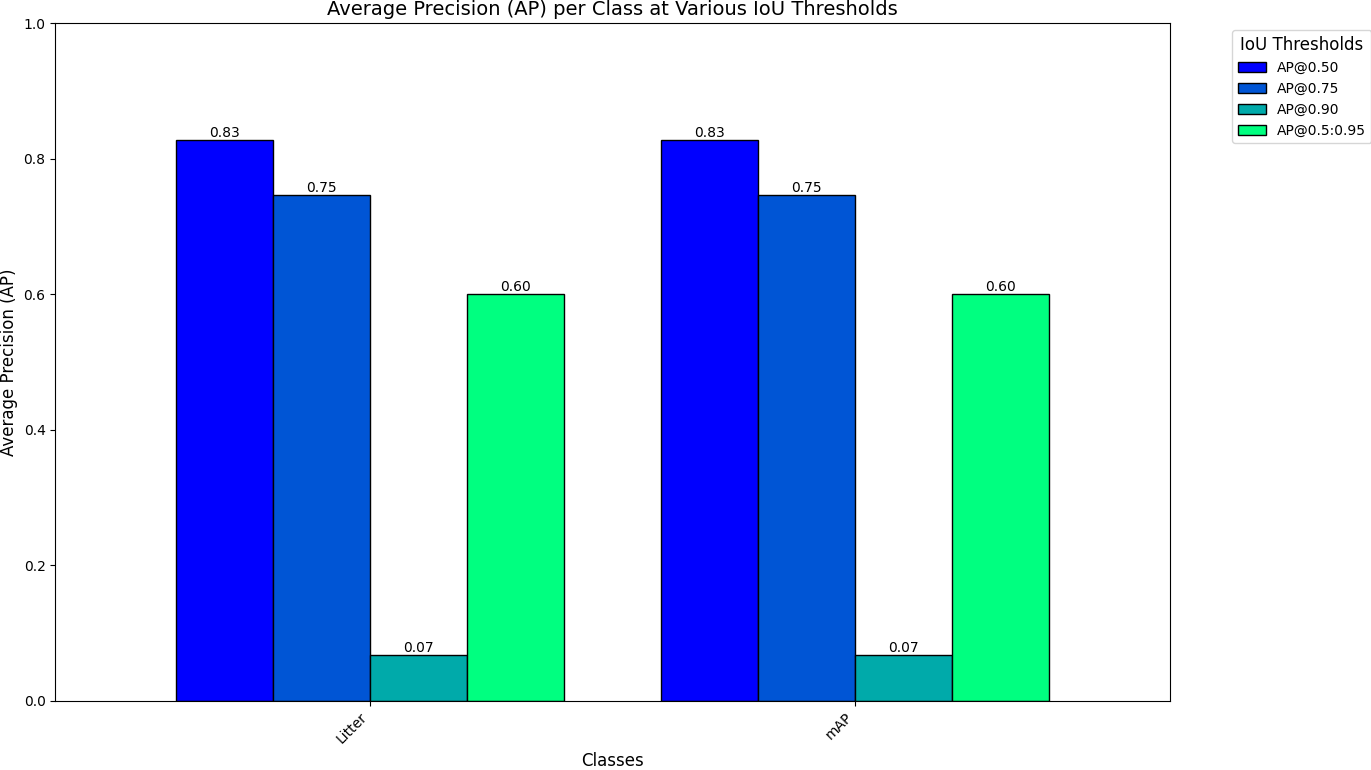 Average Precision (AP) per Class at Various IoU Thresholds
IoU Thresholds
AP@0.50
AP@0.75
AP@0.90
AP@0.5:0.95
Average Precision (AP)
1.0
0.8
0.6
0.4
0.2
0.0
0.83
0.75
0.07
0.60
0.83
0.75
0.07
0.60
Litter
mAP
Classes